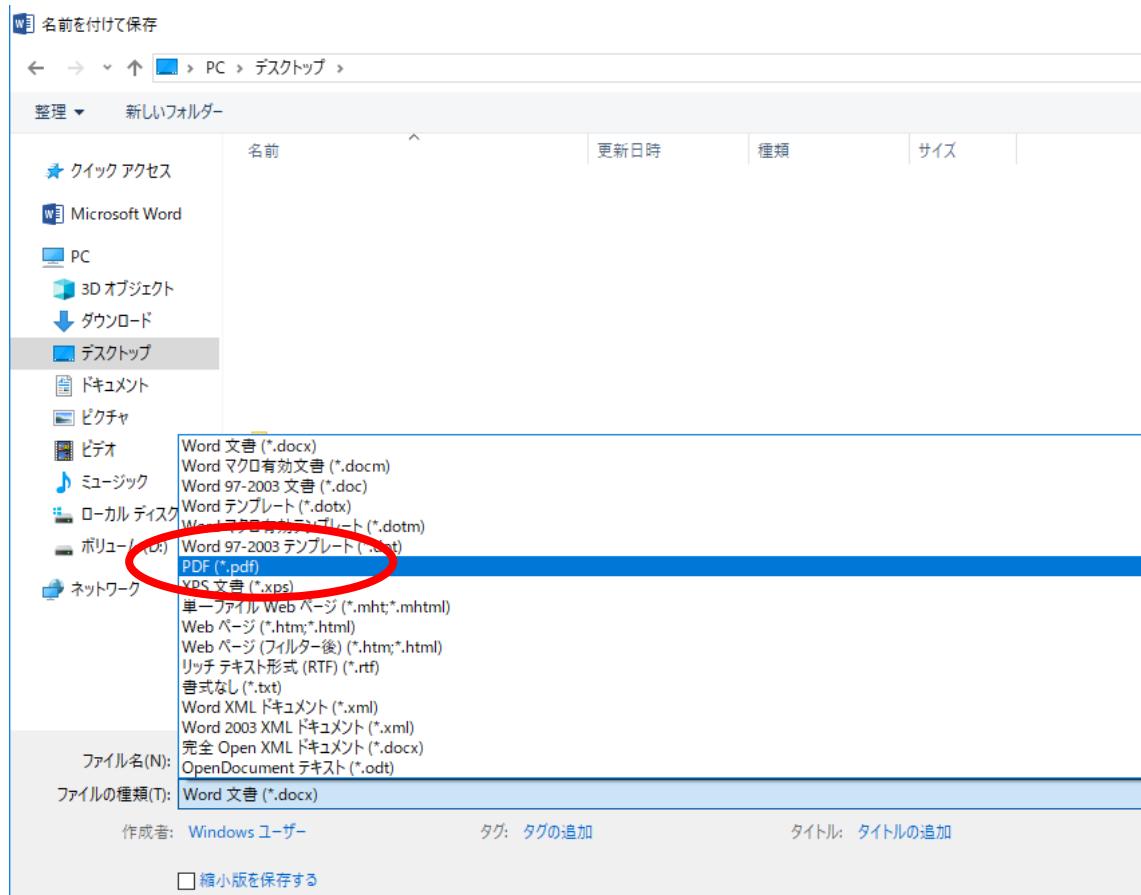 名前を付けて保存
PC › デスクトップ ›
整理 新しいフォルダー
名前 更新日時 種類 サイズ
クイック アクセス
Microsoft Word
PC
3D オブジェクト
ダウンロード
デスクトップ
ドキュメント
ピクチャ
ビデオ
ミュージック
ローカル ディスク
ボリューム (D:)
ネットワーク
Word 文書 (*.docx)
Word マクロ有効文書 (*.docm)
Word 97-2003 文書 (*.doc)
Word テンプレート (*.dotx)
Word マクロ有効テンプレート (*.dotm)
Word 97-2003 テンプレート (*.dot)
PDF (*.pdf)
XPS 文書 (*.xps)
単一ファイル Web ページ (*.mht;*.mhtml)
Web ページ (*.htm;*.html)
Web ページ (フィルター後) (*.htm;*.html)
リッチ テキスト形式 (RTF) (*.rtf)
書式なし (*.txt)
Word XML ドキュメント (*.xml)
Word 2003 XML ドキュメント (*.xml)
完全 Open XML ドキュメント (*.docx)
OpenDocument テキスト (*.odt)
ファイル名(N):
ファイルの種類(T): Word 文書 (*.docx)
作成者: Windows ユーザー タグ: タグの追加 タイトル: タイトルの追加
縮小版を保存する